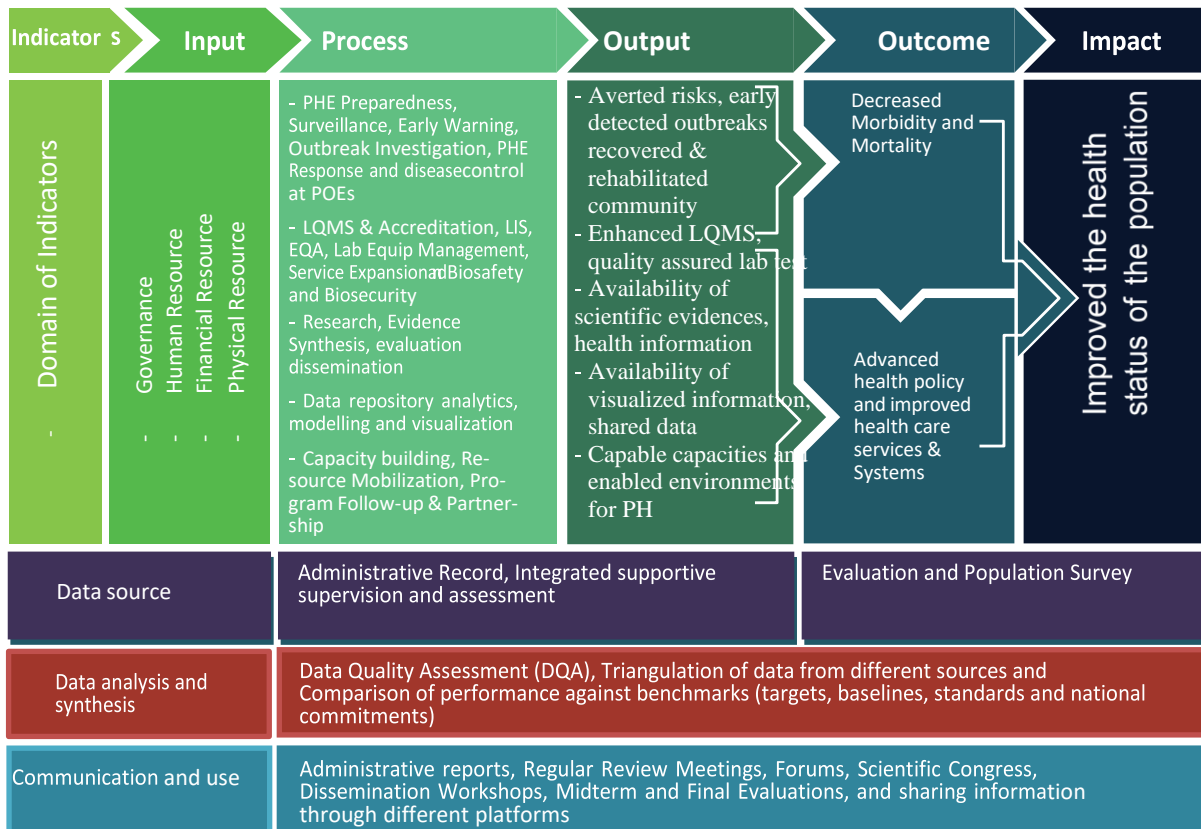 Indicator s
Input
Process
Output
Outcome
Impact
- Domain of Indicators
- Governance
- Human Resource
- Financial Resource
- Physical Resource
- PHE Preparedness,
Surveillance, Early Warning,
Outbreak Investigation, PHE
Response and diseasecontrol
at POEs
- LQMS & Accreditation, LIS,
EQA, Lab Equip Management,
Service Expansionand Biosafety
and Biosecurity
- Research, Evidence
Synthesis, evaluation
dissemination
- Data repository analytics,
modelling and visualization
- Capacity building, Re-
source Mobilization, Pro-
gram Follow-up & Partner-
ship
- Averted risks, early
detected outbreaks
recovered &
rehabilitated
community
- Enhanced LQMS,
quality assured lab test
- Availability of
scientific evidences,
health information
- Availability of
visualized information,
shared data
- Capable capacities and
enabled environments
for PH
Decreased
Morbidity and
Mortality
Advanced
health policy
and improved
health care
services &
Systems
Improved the health
status of the population
Data source
Administrative Record, Integrated supportive
supervision and assessment
Evaluation and Population Survey
Data analysis and
synthesis
Data Quality Assessment (DQA), Triangulation of data from different sources and
Comparison of performance against benchmarks (targets, baselines, standards and national
commitments)
Communication and use
Administrative reports, Regular Review Meetings, Forums, Scientific Congress,
Dissemination Workshops, Midterm and Final Evaluations, and sharing information
through different platforms